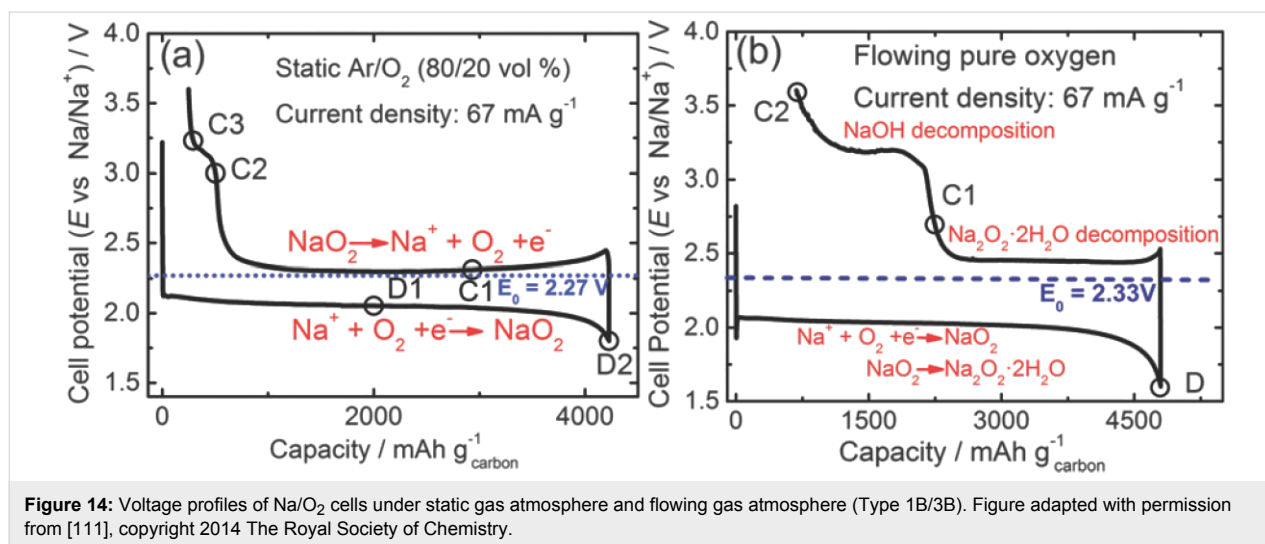 (a)
Static Ar/O2 (80/20 vol %)
Current density: 67 mA g-1
C3
C2
NaO2→Na+ + O2 +e-
D1
C1
E0 = 2.27 V
Na+ + O2 +e-→ NaO2
D2
4.0
3.5
3.0
2.5
2.0
1.5
Cell potential (E vs Na/Na+) / V
0
2000
4000
Capacity / mAh g-1carbon
(b)
Flowing pure oxygen
Current density: 67 mA g-1
C2
NaOH decomposition
C1
Na2O2·2H2O decomposition
E0 = 2.33V
Na+ + O2 +e-→NaO2
NaO2→Na2O2·2H2O
D
4.0
3.5
3.0
2.5
2.0
1.5
Cell Potential (E vs Na/Na+) / V
0
1500
3000
4500
Capacity / mAh g-1carbon
Figure 14: Voltage profiles of Na/O2 cells under static gas atmosphere and flowing gas atmosphere (Type 1B/3B). Figure adapted with permission
from [111], copyright 2014 The Royal Society of Chemistry.